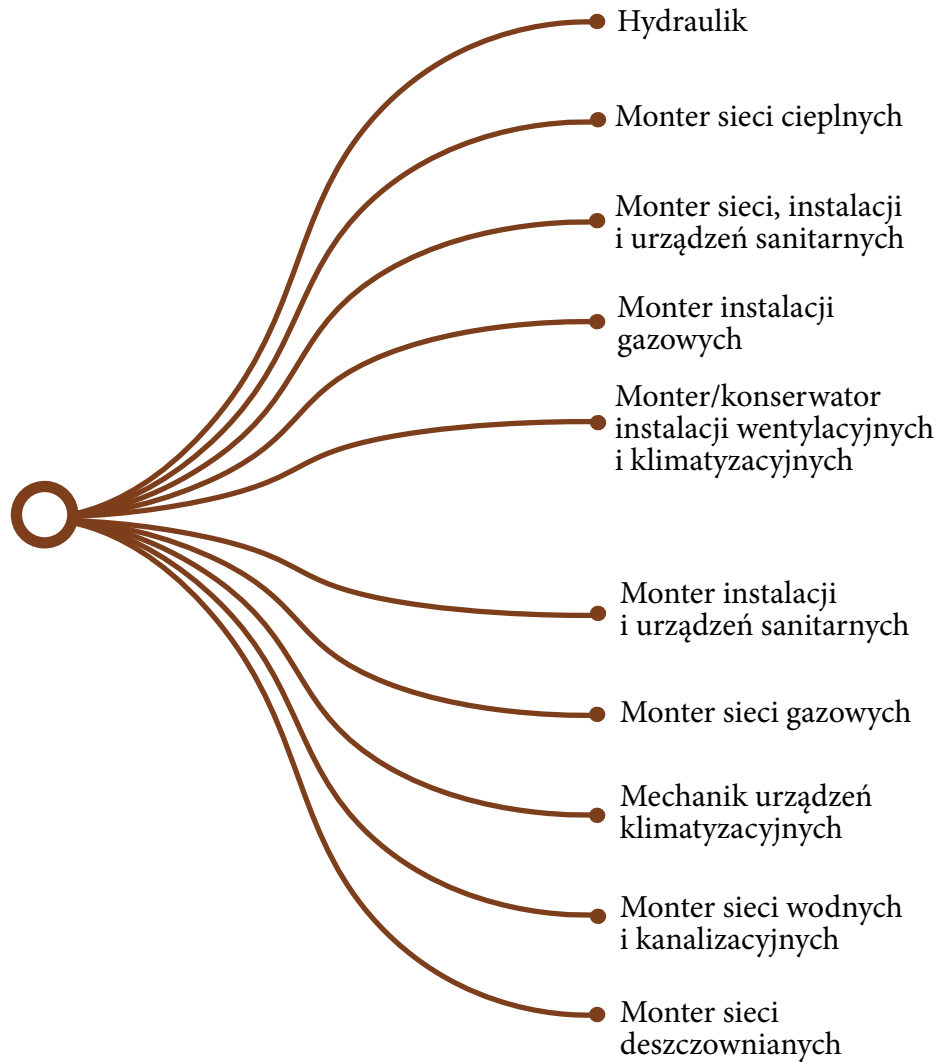 Hydraulik
Monter sieci cieplnych
Monter sieci, instalacji
i urządzeń sanitarnych
Monter instalacji
gazowych
Monter/konserwator
instalacji wentylacyjnych
i klimatyzacyjnych
Monter instalacji
i urządzeń sanitarnych
Monter sieci gazowych
Mechanik urządzeń
klimatyzacyjnych
Monter sieci wodnych
i kanalizacyjnych
Monter sieci
deszczownianych